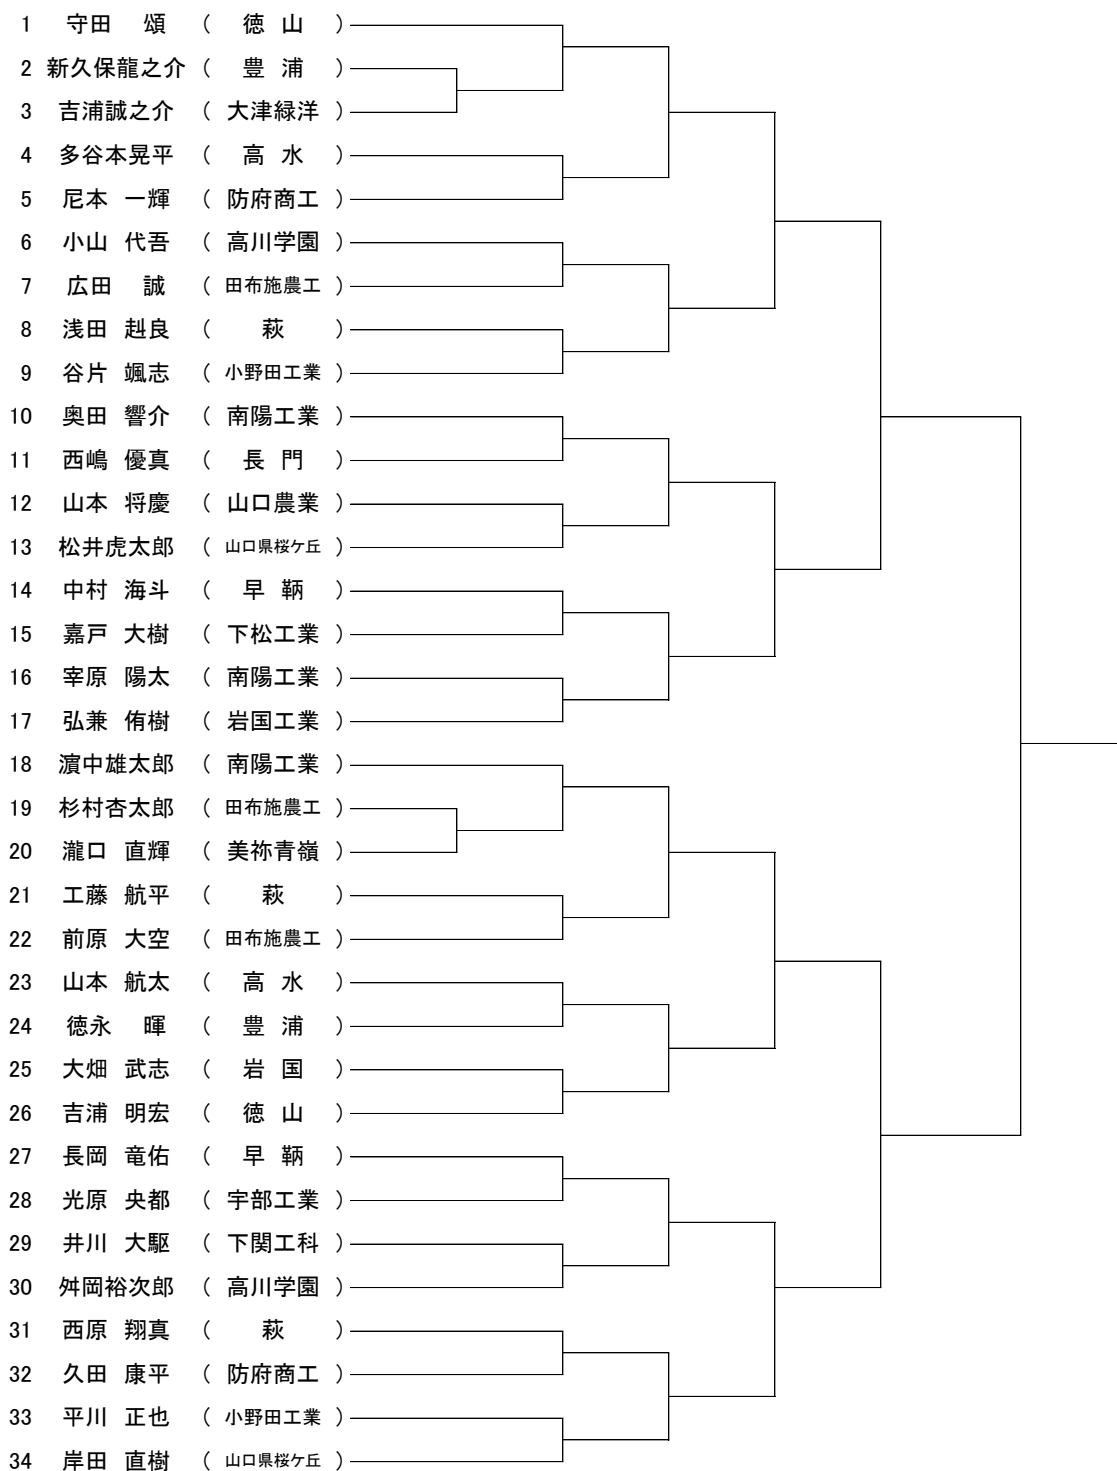 1 守田 頌 ( 徳 山 )
2 新久保龍之介 ( 豊 浦 )
3 吉浦誠之介 ( 大津緑洋 )
4 多谷本晃平 ( 高 水 )
5 尼本 一輝 ( 防府商工 )
6 小山 代吾 ( 高川学園 )
7 広田 誠 ( 田布施農工 )
8 浅田 赳良 ( 萩 )
9 谷片 颯志 ( 小野田工業 )
10 奥田 響介 ( 南陽工業 )
11 西嶋 優真 ( 長 門 )
12 山本 将慶 ( 山口農業 )
13 松井虎太郎 ( 山口県桜ケ丘 )
14 中村 海斗 ( 早 鞆 )
15 嘉戸 大樹 ( 下松工業 )
16 宰原 陽太 ( 南陽工業 )
17 弘兼 侑樹 ( 岩国工業 )
18 濵中雄太郎 ( 南陽工業 )
19 杉村杏太郎 ( 田布施農工 )
20 瀧口 直輝 ( 美祢青嶺 )
21 工藤 航平 ( 萩 )
22 前原 大空 ( 田布施農工 )
23 山本 航太 ( 高 水 )
24 徳永 暉 ( 豊 浦 )
25 大畑 武志 ( 岩 国 )
26 吉浦 明宏 ( 徳 山 )
27 長岡 竜佑 ( 早 鞆 )
28 光原 央都 ( 宇部工業 )
29 井川 大駆 ( 下関工科 )
30 舛岡裕次郎 ( 高川学園 )
31 西原 翔真 ( 萩 )
32 久田 康平 ( 防府商工 )
33 平川 正也 ( 小野田工業 )
34 岸田 直樹 ( 山口県桜ケ丘 )